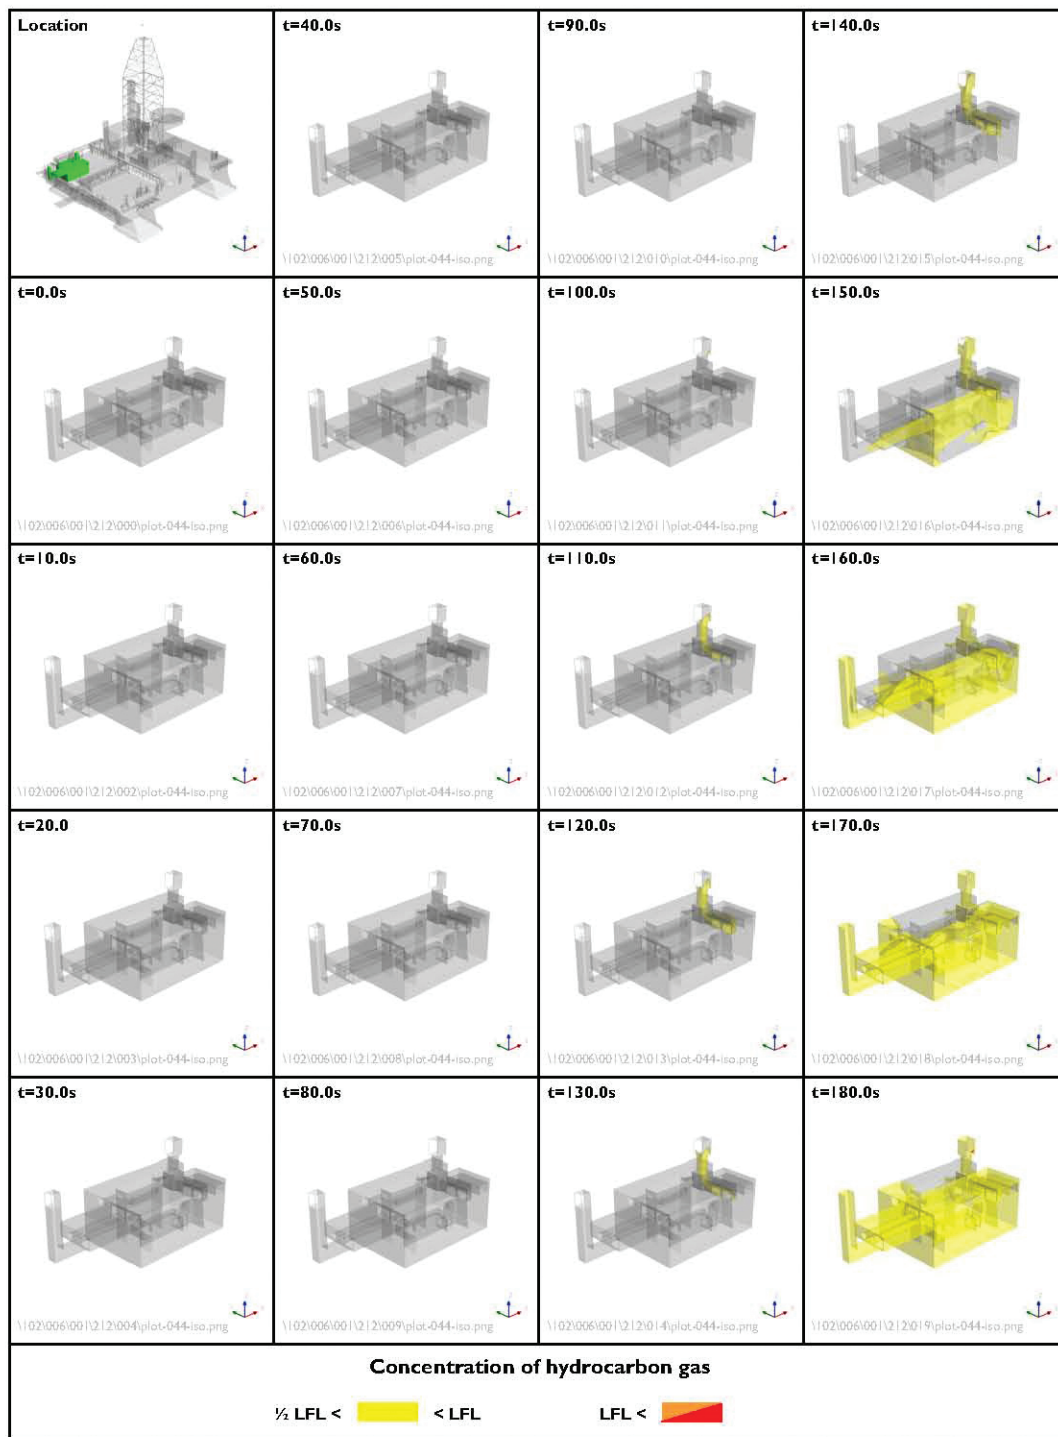 Location
t=40.0s
t=90.0s
t=140.0s
\102\006\001\212\005\plot-044-iso.png
\102\006\001\212\010\plot-044-iso.png
\102\006\001\212\015\plot-044-iso.png
t=0.0s
t=50.0s
t=100.0s
t=150.0s
\102\006\001\212\000\plot-044-iso.png
\102\006\001\212\006\plot-044-iso.png
\102\006\001\212\011\plot-044-iso.png
\102\006\001\212\016\plot-044-iso.png
t=10.0s
t=60.0s
t=110.0s
t=160.0s
\102\006\001\212\002\plot-044-iso.png
\102\006\001\212\007\plot-044-iso.png
\102\006\001\212\012\plot-044-iso.png
\102\006\001\212\017\plot-044-iso.png
t=20.0
t=70.0s
t=120.0s
t=170.0s
\102\006\001\212\003\plot-044-iso.png
\102\006\001\212\008\plot-044-iso.png
\102\006\001\212\013\plot-044-iso.png
\102\006\001\212\018\plot-044-iso.png
t=30.0s
t=80.0s
t=130.0s
t=180.0s
\102\006\001\212\004\plot-044-iso.png
\102\006\001\212\009\plot-044-iso.png
\102\006\001\212\014\plot-044-iso.png
\102\006\001\212\019\plot-044-iso.png
Concentration of hydrocarbon gas
½ LFL < < LFL LFL <